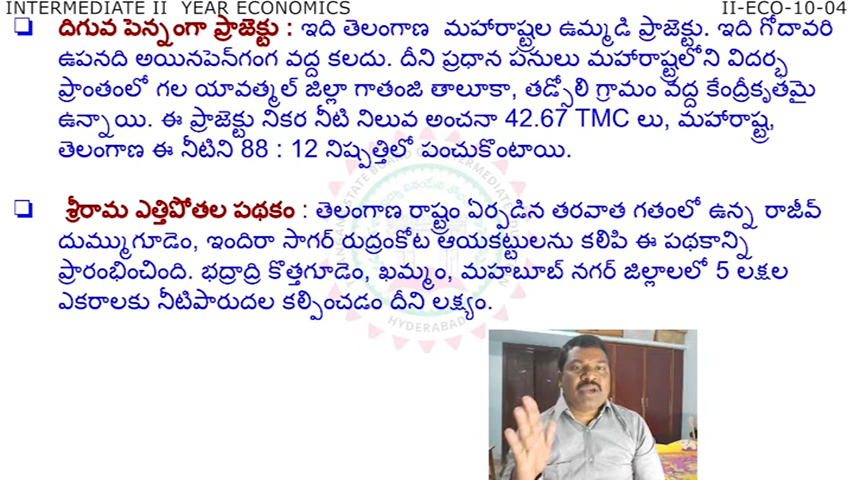 INTERMEDIATE II YEAR ECONOMICS
II-ECO-10-04
❑ దిగువ పెన్నంగా ప్రాజెక్టు : ఇది తెలంగాణ మహారాష్ట్రల ఉమ్మడి ప్రాజెక్టు. ఇది గోదావరి
ఉపనది అయినపెన్‌గంగ వద్ద కలదు. దీని ప్రధాన పనులు మహారాష్ట్రలోని విదర్భ
ప్రాంతంలో గల యావత్మల్ జిల్లా గాతంజి తాలూకా, తడ్సోలి గ్రామం వద్ద కేంద్రీకృతమై
ఉన్నాయి. ఈ ప్రాజెక్టు నికర నీటి నిలువ అంచనా 42.67 TMC లు, మహారాష్ట్ర,
తెలంగాణ ఈ నీటిని 88 : 12 నిష్పత్తిలో పంచుకొంటాయి.
❑ శ్రీరామ ఎత్తిపోతల పథకం : తెలంగాణ రాష్ట్రం ఏర్పడిన తరవాత గతంలో ఉన్న రాజీవ్
దుమ్ముగూడెం, ఇందిరా సాగర్ రుద్రంకోట ఆయకట్టులను కలిపి ఈ పథకాన్ని
ప్రారంభించింది. భద్రాద్రి కొత్తగూడెం, ఖమ్మం, మహబూబ్ నగర్ జిల్లాలలో 5 లక్షల
ఎకరాలకు నీటిపారుదల కల్పించడం దీని లక్ష్యం.
HYDERABAD